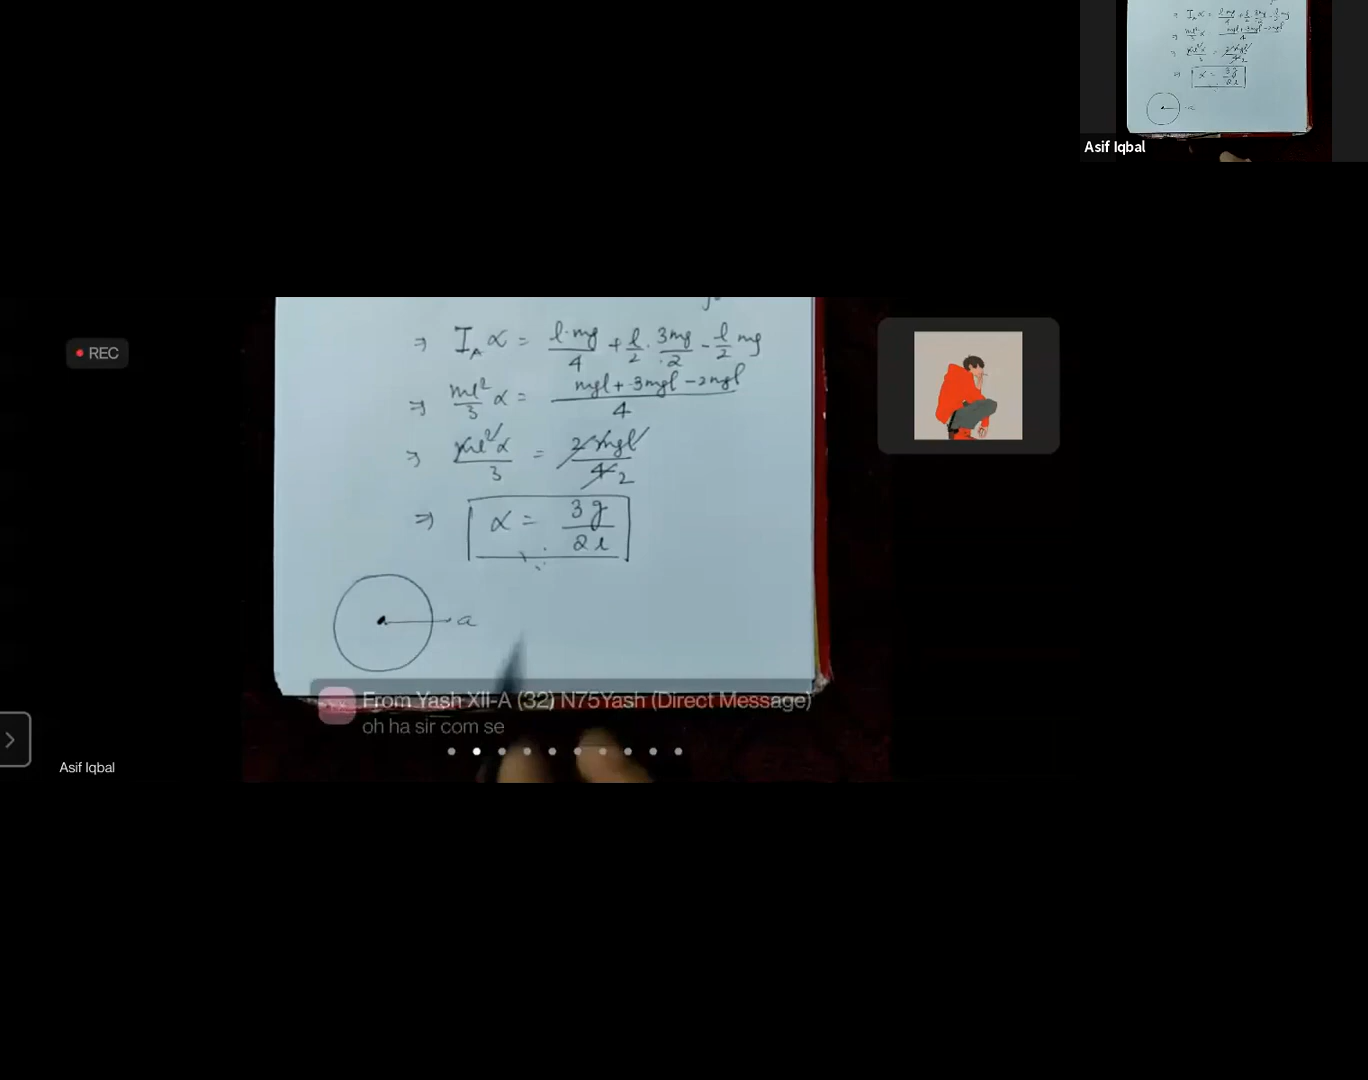 Asif Iqbal
REC
⇒ I_A α = l·mg/4 + l/2 · 3mg/2 - l/2 mg
⇒ ml²/3 α = mgl + 3mgl - 2mgl / 4
⇒ ml²α/3 = 2mgl/4 2
⇒ α = 3g/2l
a
From Yash XII-A (32) N75Yash (Direct Message)
oh ha sir com se
Asif Iqbal